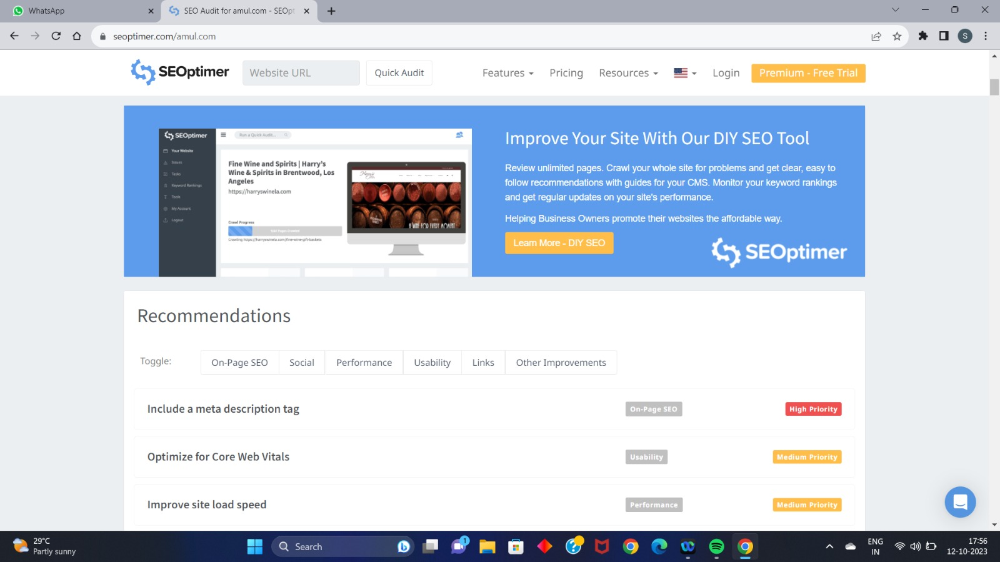 WhatsApp
SEO Audit for amul.com - SEOpt
seoptimer.com/amul.com
S
SEOptimer
Website URL
Quick Audit
Features
Pricing
Resources
Login
Premium - Free Trial
SEOptimer
Run a Quick Audit...
Your Website
Issues
Tasks
Keyword Rankings
Tools
My Account
Logout
Fine Wine and Spirits | Harry's
Wine & Spirits in Brentwood, Los
Angeles
https://harryswinela.com
Crawl Progress
Pages Crawled
Crawling https://harryswinela.com/fine-wine-gift-baskets
Harry's
A WAY FOR EVERY MOMENT
Improve Your Site With Our DIY SEO Tool
Review unlimited pages. Crawl your whole site for problems and get clear, easy to
follow recommendations with guides for your CMS. Monitor your keyword rankings
and get regular updates on your site's performance.
Helping Business Owners promote their websites the affordable way.
Learn More - DIY SEO
SEOptimer
Recommendations
Toggle:
On-Page SEO
Social
Performance
Usability
Links
Other Improvements
Include a meta description tag
On-Page SEO
High Priority
Optimize for Core Web Vitals
Usability
Medium Priority
Improve site load speed
Performance
Medium Priority
29°C
Partly sunny
Search
1
ENG
IN
17:56
12-10-2023